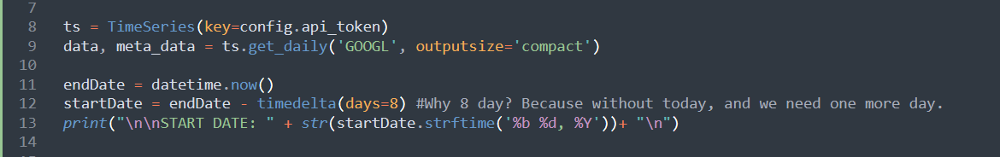 7
8 ts = TimeSeries(key=config.api_token)
9 data, meta_data = ts.get_daily('GOOGL', outputsize='compact')
10
11 endDate = datetime.now()
12 startDate = endDate - timedelta(days=8) #Why 8 day? Because without today, and we need one more day.
13 print("\n\nSTART DATE: " + str(startDate.strftime('%b %d, %Y'))+ "\n")
14